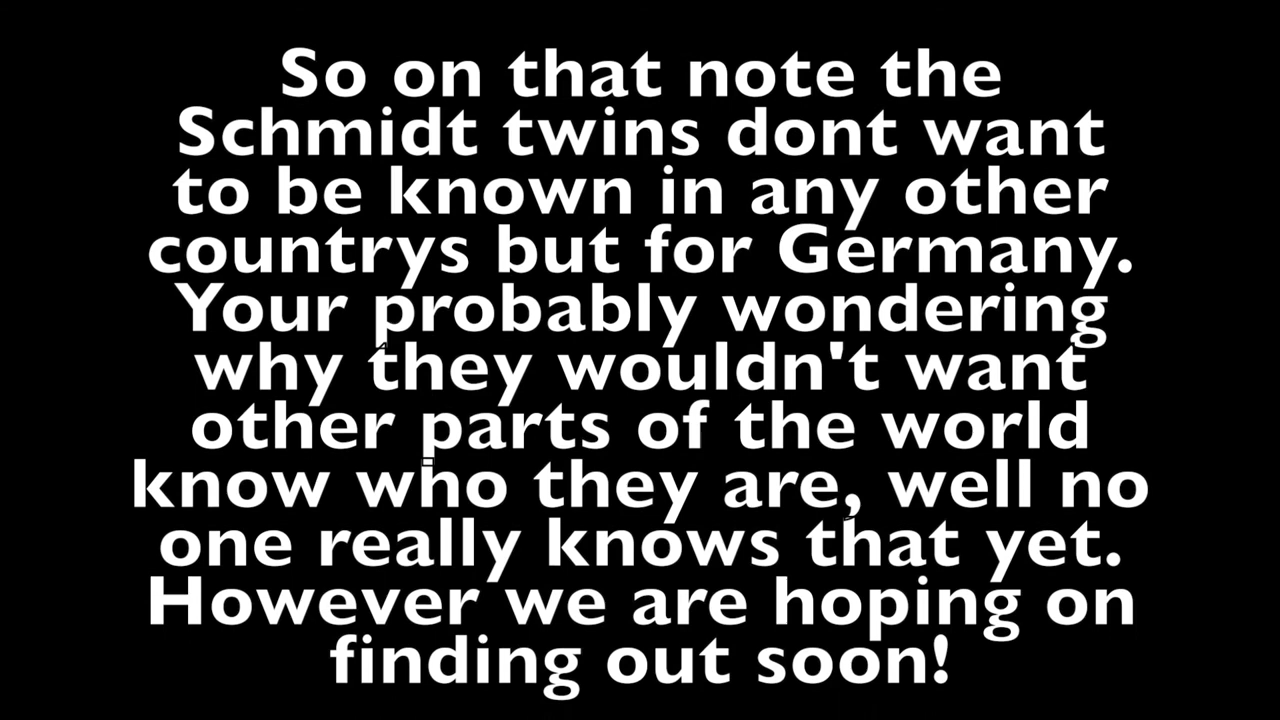 So on that note the
Schmidt twins dont want
to be known in any other
countrys but for Germany.
Your probably wondering
why they wouldn't want
other parts of the world
know who they are, well no
one really knows that yet.
However we are hoping on
finding out soon!